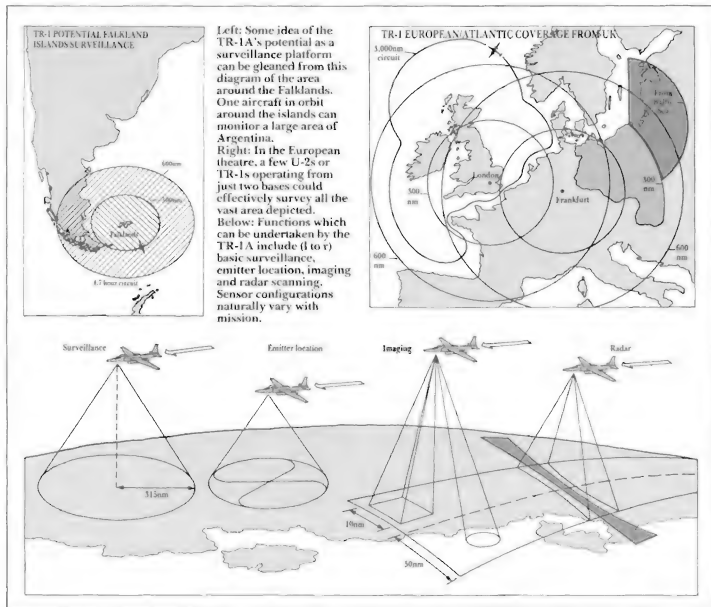 TR-1 POTENTIAL FALKLAND
ISLANDS SURVEILLANCE
600nm
Falklands
3.7 hour circuit
Left: Some idea of the
TR-1A's potential as a
surveillance platform
can be gleaned from this
diagram of the area
around the Falklands.
One aircraft in orbit
around the islands can
monitor a large area of
Argentina.
Right: In the European
theatre, a few U-2s or
TR-1s operating from
just two bases could
effectively survey all the
vast area depicted.
Below: Functions which
can be undertaken by the
TR-1A include (l to r)
basic surveillance,
emitter location, imaging
and radar scanning.
Sensor configurations
naturally vary with
mission.
TR-1 EUROPEAN/ATLANTIC COVERAGE FROM UK
3,000nm
circuit
London
Frankfurt
300
nm
300
nm
600
nm
600
nm
Surveillance
Emitter location
Imaging
Radar
315nm
10nm
50nm